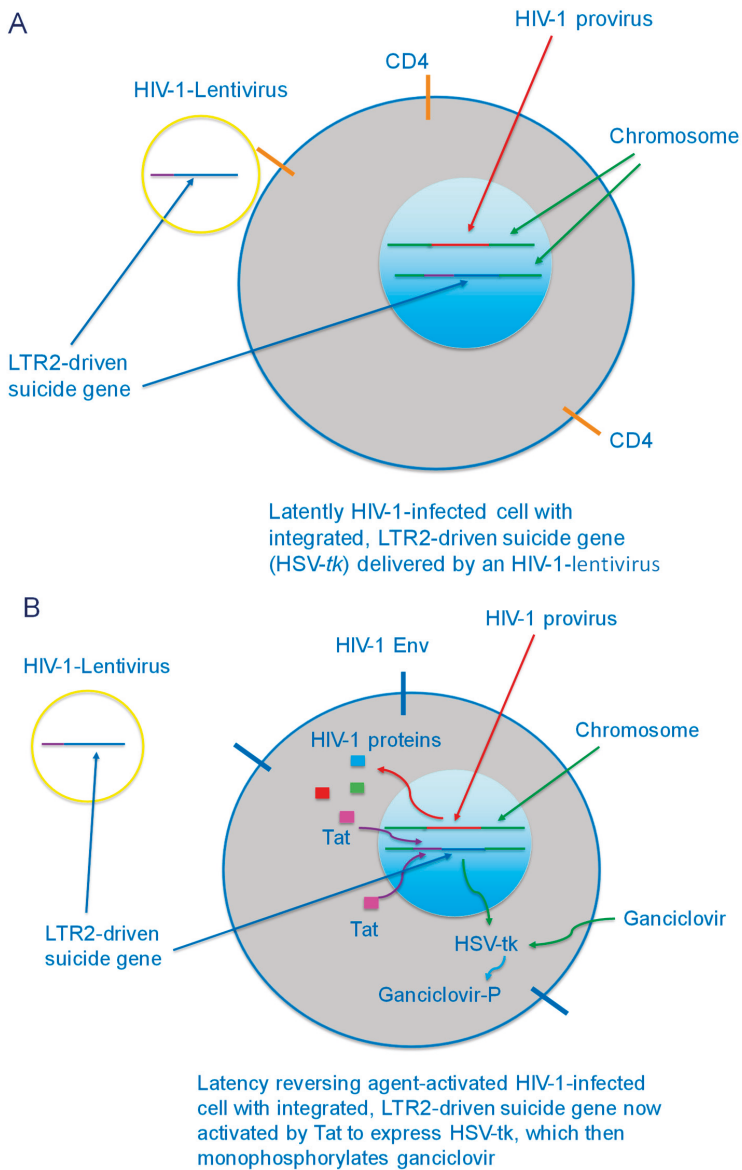 A
HIV-1 provirus
CD4
HIV-1-Lentivirus
Chromosome
LTR2-driven
suicide gene
CD4
Latently HIV-1-infected cell with
integrated, LTR2-driven suicide gene
(HSV-tk) delivered by an HIV-1-lentivirus
B
HIV-1 provirus
HIV-1 Env
HIV-1-Lentivirus
Chromosome
HIV-1 proteins
Tat
Tat
LTR2-driven
suicide gene
Ganciclovir
HSV-tk
Ganciclovir-P
Latency reversing agent-activated HIV-1-infected
cell with integrated, LTR2-driven suicide gene now
activated by Tat to express HSV-tk, which then
monophosphorylates ganciclovir